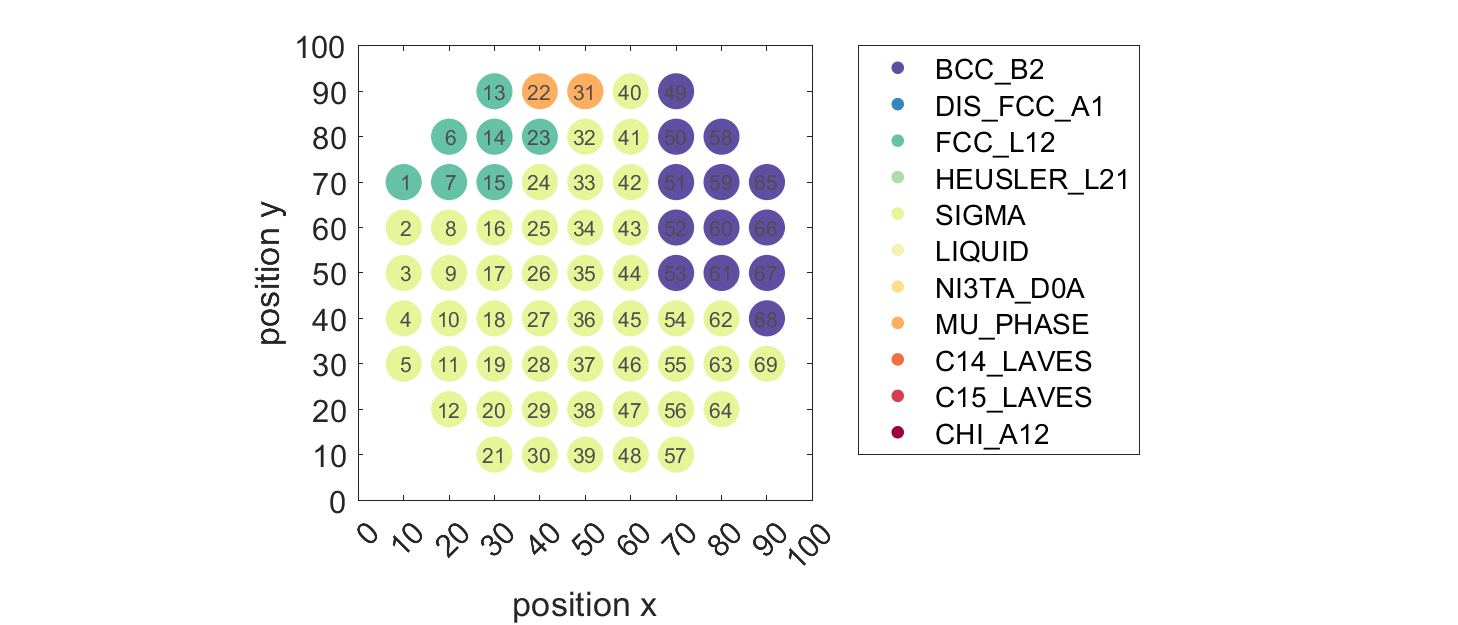 100
90
80
70
60
50
40
30
20
10
0
position y
13 22 31 40 49
6 14 23 32 41 50 58
1 7 15 24 33 42 51 59 65
2 8 16 25 34 43 52 60 66
3 9 17 26 35 44 53 61 67
4 10 18 27 36 45 54 62 68
5 11 19 28 37 46 55 63 69
12 20 29 38 47 56 64
21 30 39 48 57
0 10 20 30 40 50 60 70 80 90 100
position x
BCC_B2
DIS_FCC_A1
FCC_L12
HEUSLER_L21
SIGMA
LIQUID
NI3TA_D0A
MU_PHASE
C14_LAVES
C15_LAVES
CHI_A12